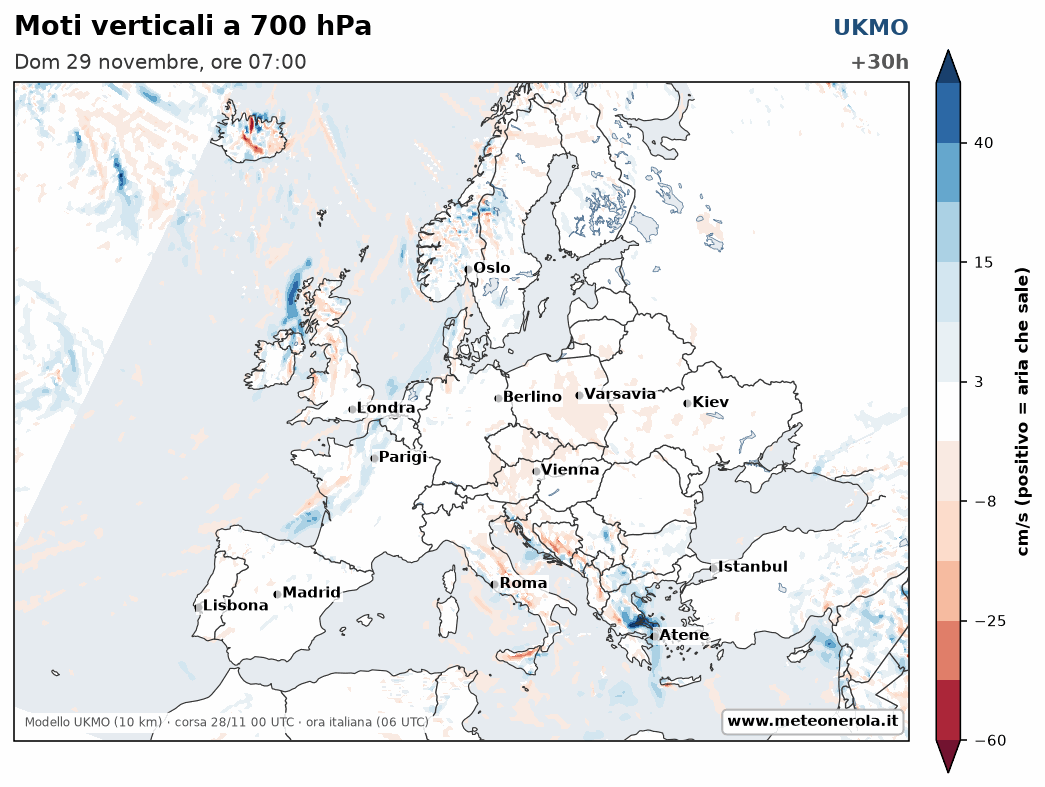 Moti verticali a 700 hPa
UKMO
Dom 29 novembre, ore 07:00
+30h
Oslo
Londra
Berlino
Varsavia
Kiev
Parigi
Vienna
Istanbul
Roma
Madrid
Lisbona
Atene
40
15
3
−8
−25
−60
cm/s (positivo = aria che sale)
Modello UKMO (10 km) · corsa 28/11 00 UTC · ora italiana (06 UTC)
www.meteonerola.it